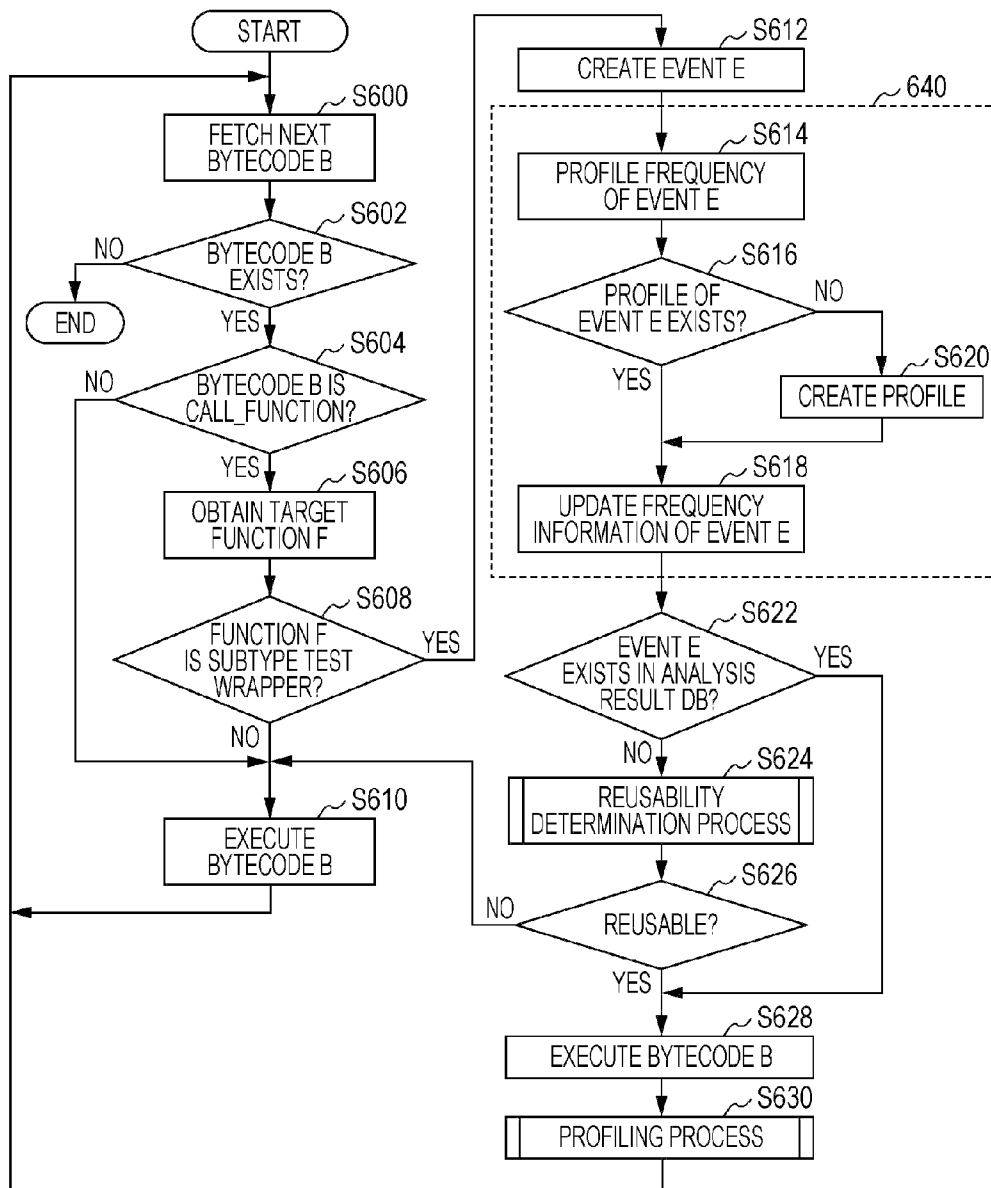 START
S600
FETCH NEXT
BYTECODE B
S602
BYTECODE B
EXISTS?
NO
END
YES
S604
BYTECODE B IS
CALL_FUNCTION?
NO
YES
S606
OBTAIN TARGET
FUNCTION F
S608
FUNCTION F
IS SUBTYPE TEST
WRAPPER?
YES
NO
S610
EXECUTE
BYTECODE B
S612
CREATE EVENT E
640
S614
PROFILE FREQUENCY
OF EVENT E
S616
PROFILE OF
EVENT E EXISTS?
NO
YES
S620
CREATE PROFILE
S618
UPDATE FREQUENCY
INFORMATION OF EVENT E
S622
EVENT E
EXISTS IN ANALYSIS
RESULT DB?
YES
NO
S624
REUSABILITY
DETERMINATION PROCESS
S626
REUSABLE?
NO
YES
S628
EXECUTE BYTECODE B
S630
PROFILING PROCESS